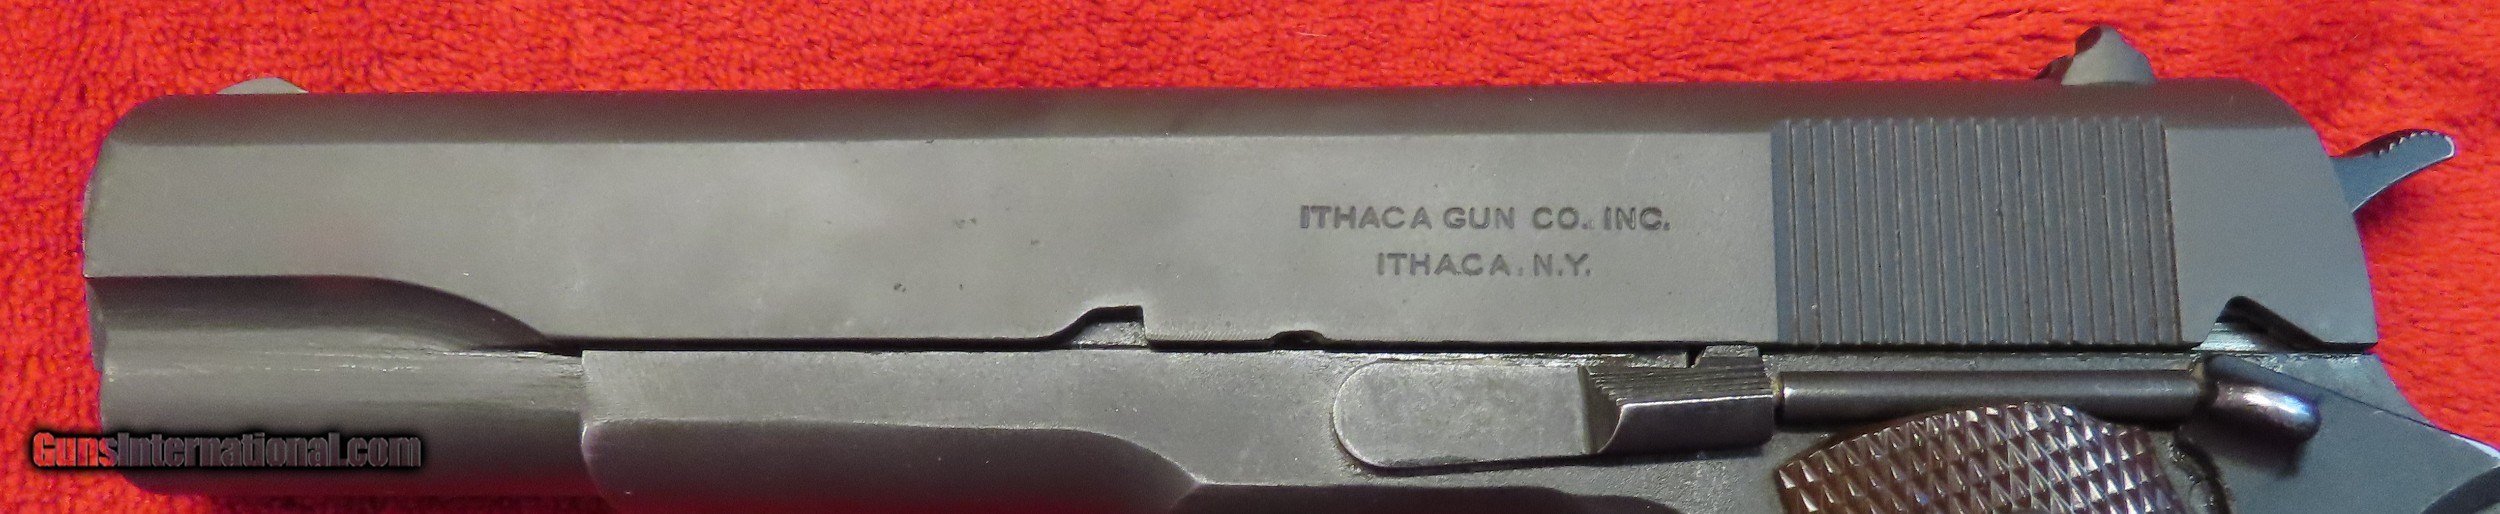 ITHACA GUN CO. INC.
ITHACA, N.Y.
GunsInternational.com